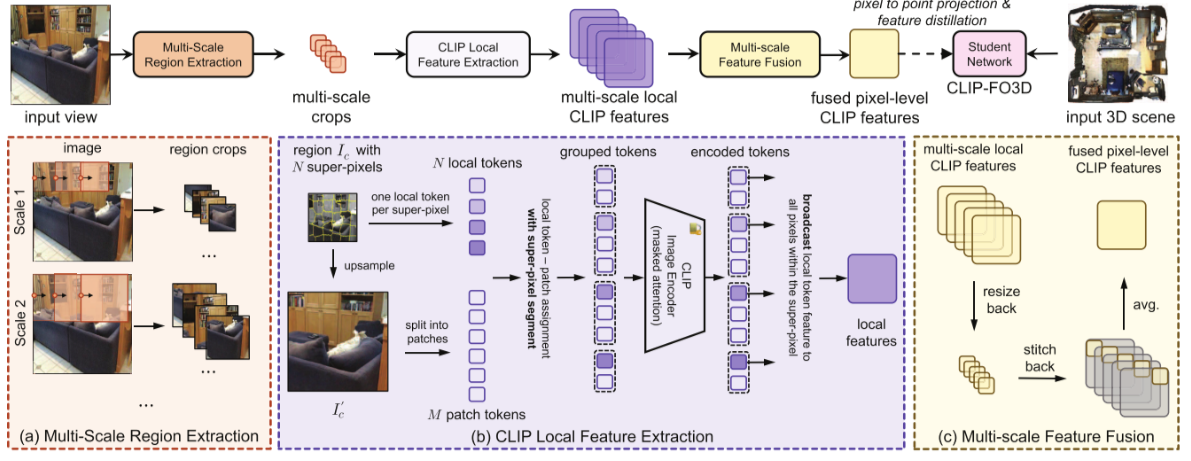 pixel to point projection &
feature distillation
Multi-Scale
Region Extraction
CLIP Local
Feature Extraction
Multi-scale
Feature Fusion
Student
Network
CLIP-FO3D
input view
multi-scale
crops
multi-scale local
CLIP features
fused pixel-level
CLIP features
input 3D scene
image
region crops
Scale 1
...
Scale 2
...
...
(a) Multi-Scale Region Extraction
region I_c with
N super-pixels
N local tokens
grouped tokens
encoded tokens
one local token
per super-pixel
upsample
split into
patches
I'_c
M patch tokens
local token – patch assignment
with super-pixel segment
CLIP
Image Encoder
(masked attention)
broadcast local token feature to
all pixels within the super-pixel
local
features
(b) CLIP Local Feature Extraction
multi-scale local
CLIP features
fused pixel-level
CLIP features
resize
back
avg.
stitch
back
(c) Multi-scale Feature Fusion